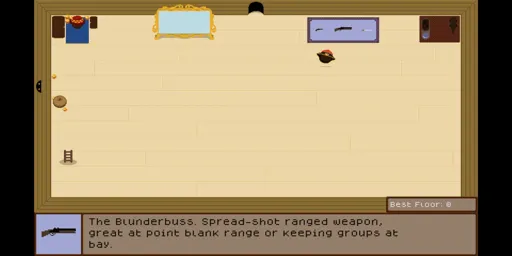 Best Floor: 0
The Blunderbuss. Spread-shot ranged weapon,
great at point blank range or keeping groups at
bay.